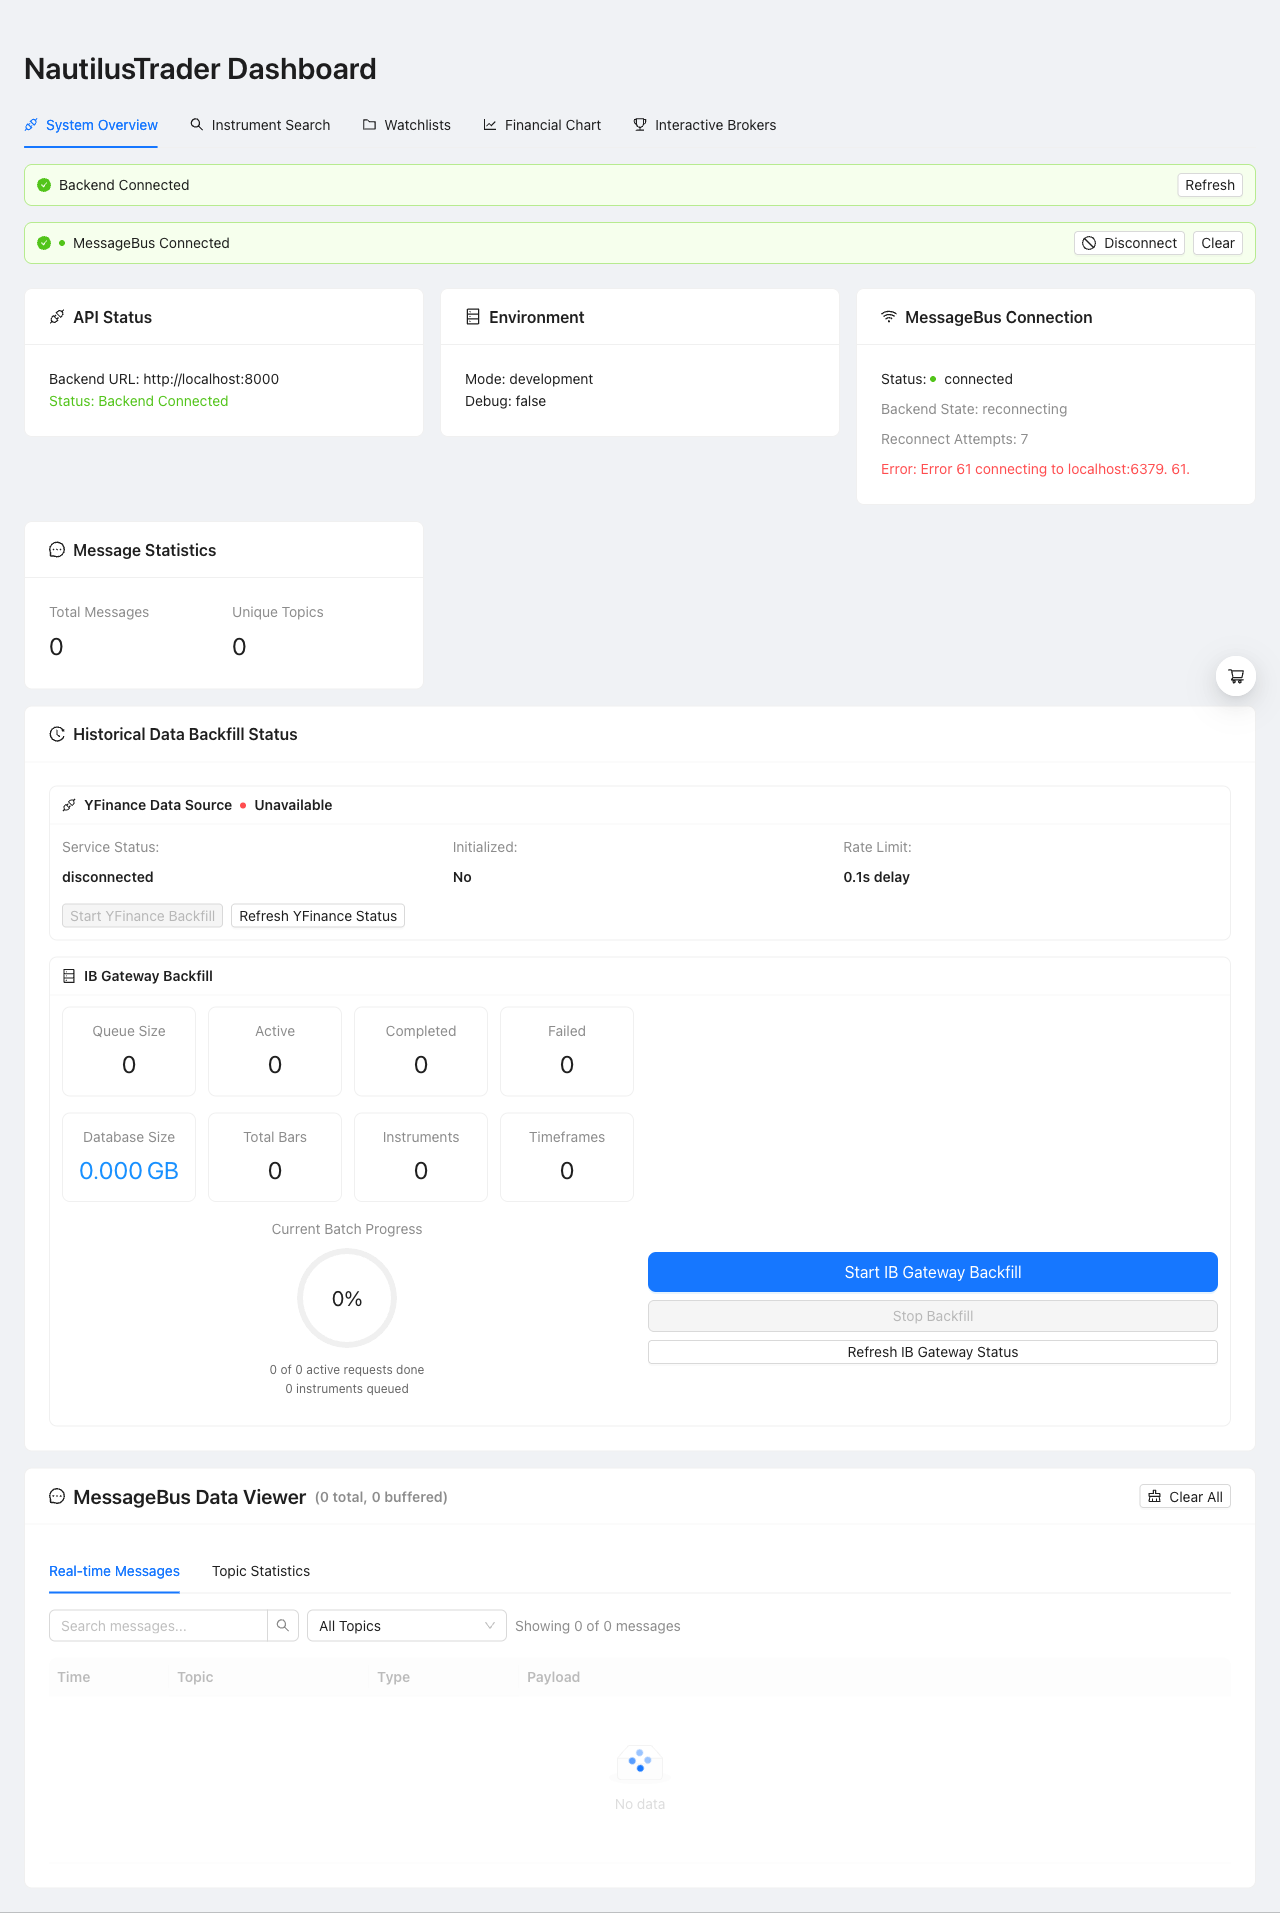 NautilusTrader Dashboard
System Overview
Instrument Search
Watchlists
Financial Chart
Interactive Brokers
Backend Connected
Refresh
MessageBus Connected
Disconnect
Clear
API Status
Backend URL: http://localhost:8000
Status: Backend Connected
Environment
Mode: development
Debug: false
MessageBus Connection
Status: connected
Backend State: reconnecting
Reconnect Attempts: 7
Error: Error 61 connecting to localhost:6379. 61.
Message Statistics
Total Messages
0
Unique Topics
0
Historical Data Backfill Status
YFinance Data Source
Unavailable
Service Status:
disconnected
Initialized:
No
Rate Limit:
0.1s delay
Start YFinance Backfill
Refresh YFinance Status
IB Gateway Backfill
Queue Size
0
Active
0
Completed
0
Failed
0
Database Size
0.000 GB
Total Bars
0
Instruments
0
Timeframes
0
Current Batch Progress
0%
0 of 0 active requests done
0 instruments queued
Start IB Gateway Backfill
Stop Backfill
Refresh IB Gateway Status
MessageBus Data Viewer (0 total, 0 buffered)
Clear All
Real-time Messages
Topic Statistics
Search messages...
All Topics
Showing 0 of 0 messages
Time
Topic
Type
Payload
No data